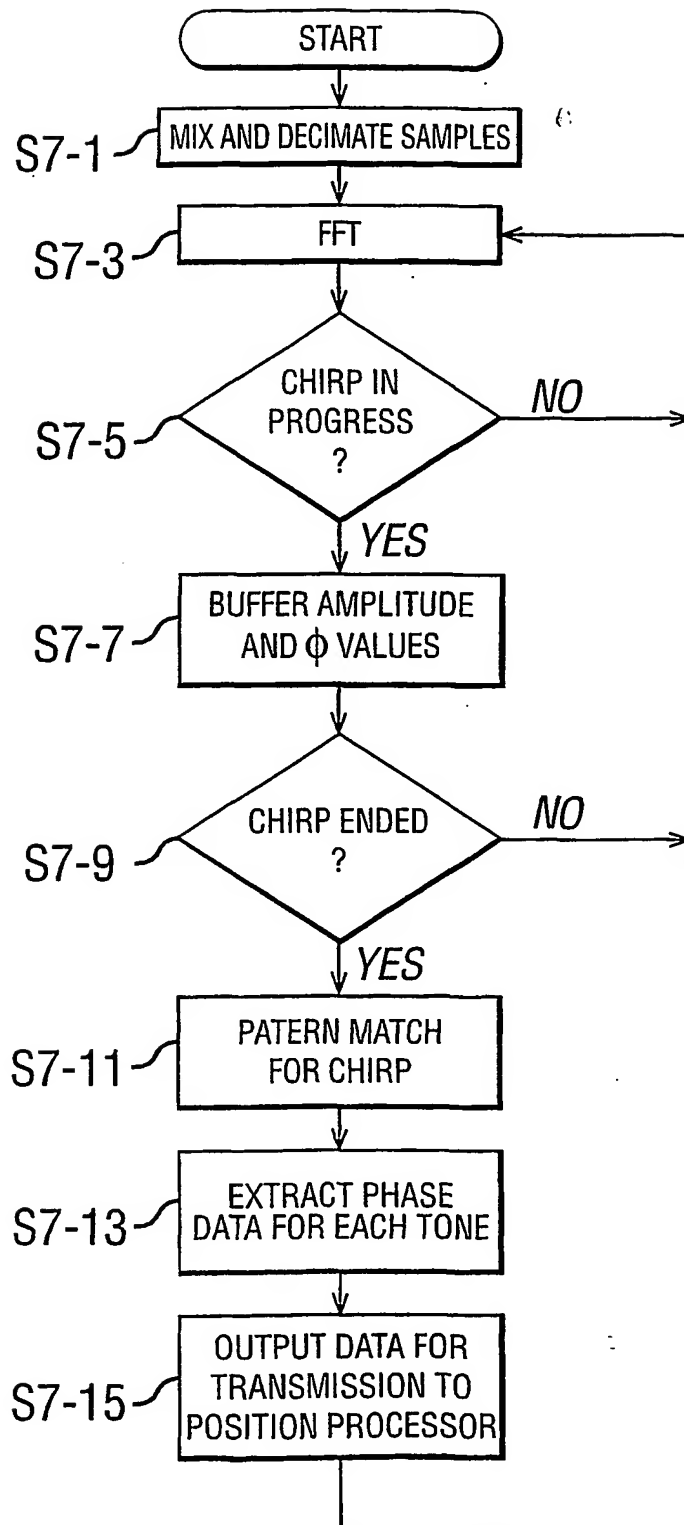 START
S7-1
MIX AND DECIMATE SAMPLES
S7-3
FFT
S7-5
CHIRP IN
PROGRESS
?
NO
YES
S7-7
BUFFER AMPLITUDE
AND ϕ VALUES
S7-9
CHIRP ENDED
?
NO
YES
S7-11
PATERN MATCH
FOR CHIRP
S7-13
EXTRACT PHASE
DATA FOR EACH TONE
S7-15
OUTPUT DATA FOR
TRANSMISSION TO
POSITION PROCESSOR